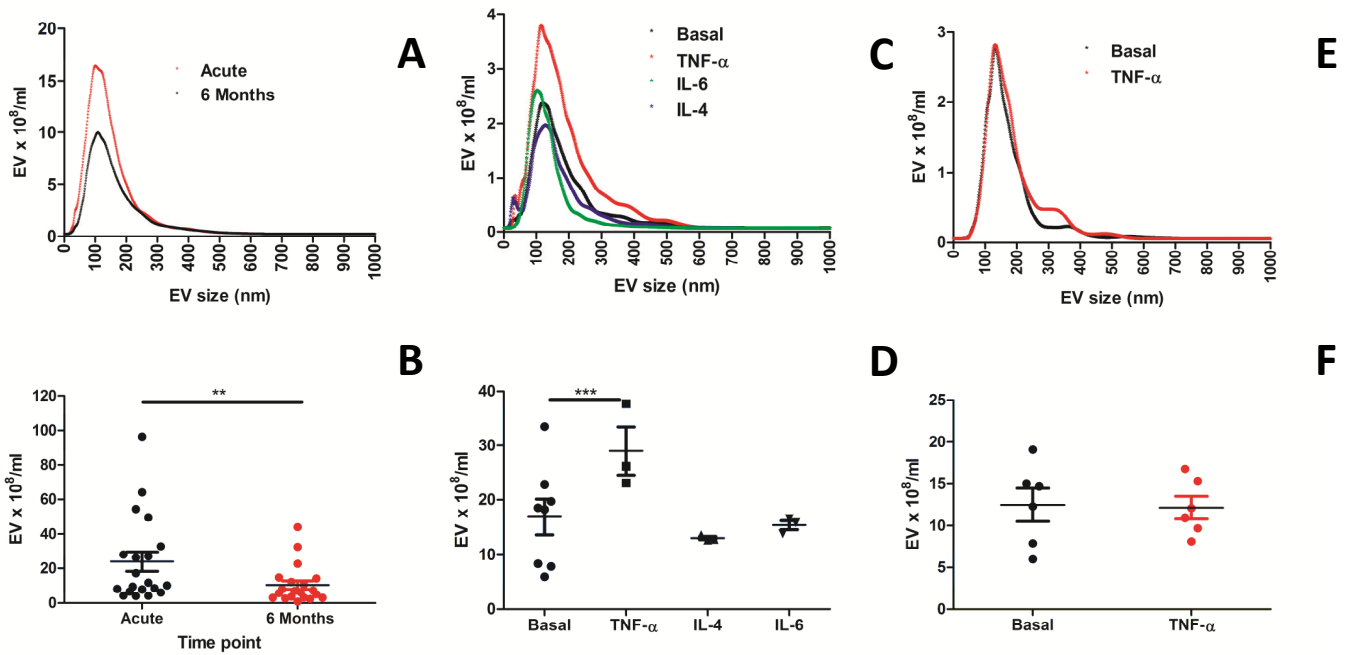 20
15
10
5
0
EV x 10⁸/ml
Acute
6 Months
0
100
200
300
400
500
600
700
800
900
1000
EV size (nm)
A
4
3
2
1
0
EV x 10⁸/ml
Basal
TNF-α
IL-6
IL-4
0
100
200
300
400
500
600
700
800
900
1000
EV size (nm)
C
3
2
1
0
EV x 10⁸/ml
Basal
TNF-α
0
100
200
300
400
500
600
700
800
900
1000
EV size (nm)
E
120
100
80
60
40
20
0
EV x 10⁸/ml
**
Acute
6 Months
Time point
B
40
30
20
10
0
EV x 10⁸/ml
***
Basal
TNF-α
IL-4
IL-6
D
25
20
15
10
5
0
EV x 10⁸/ml
Basal
TNF-α
F